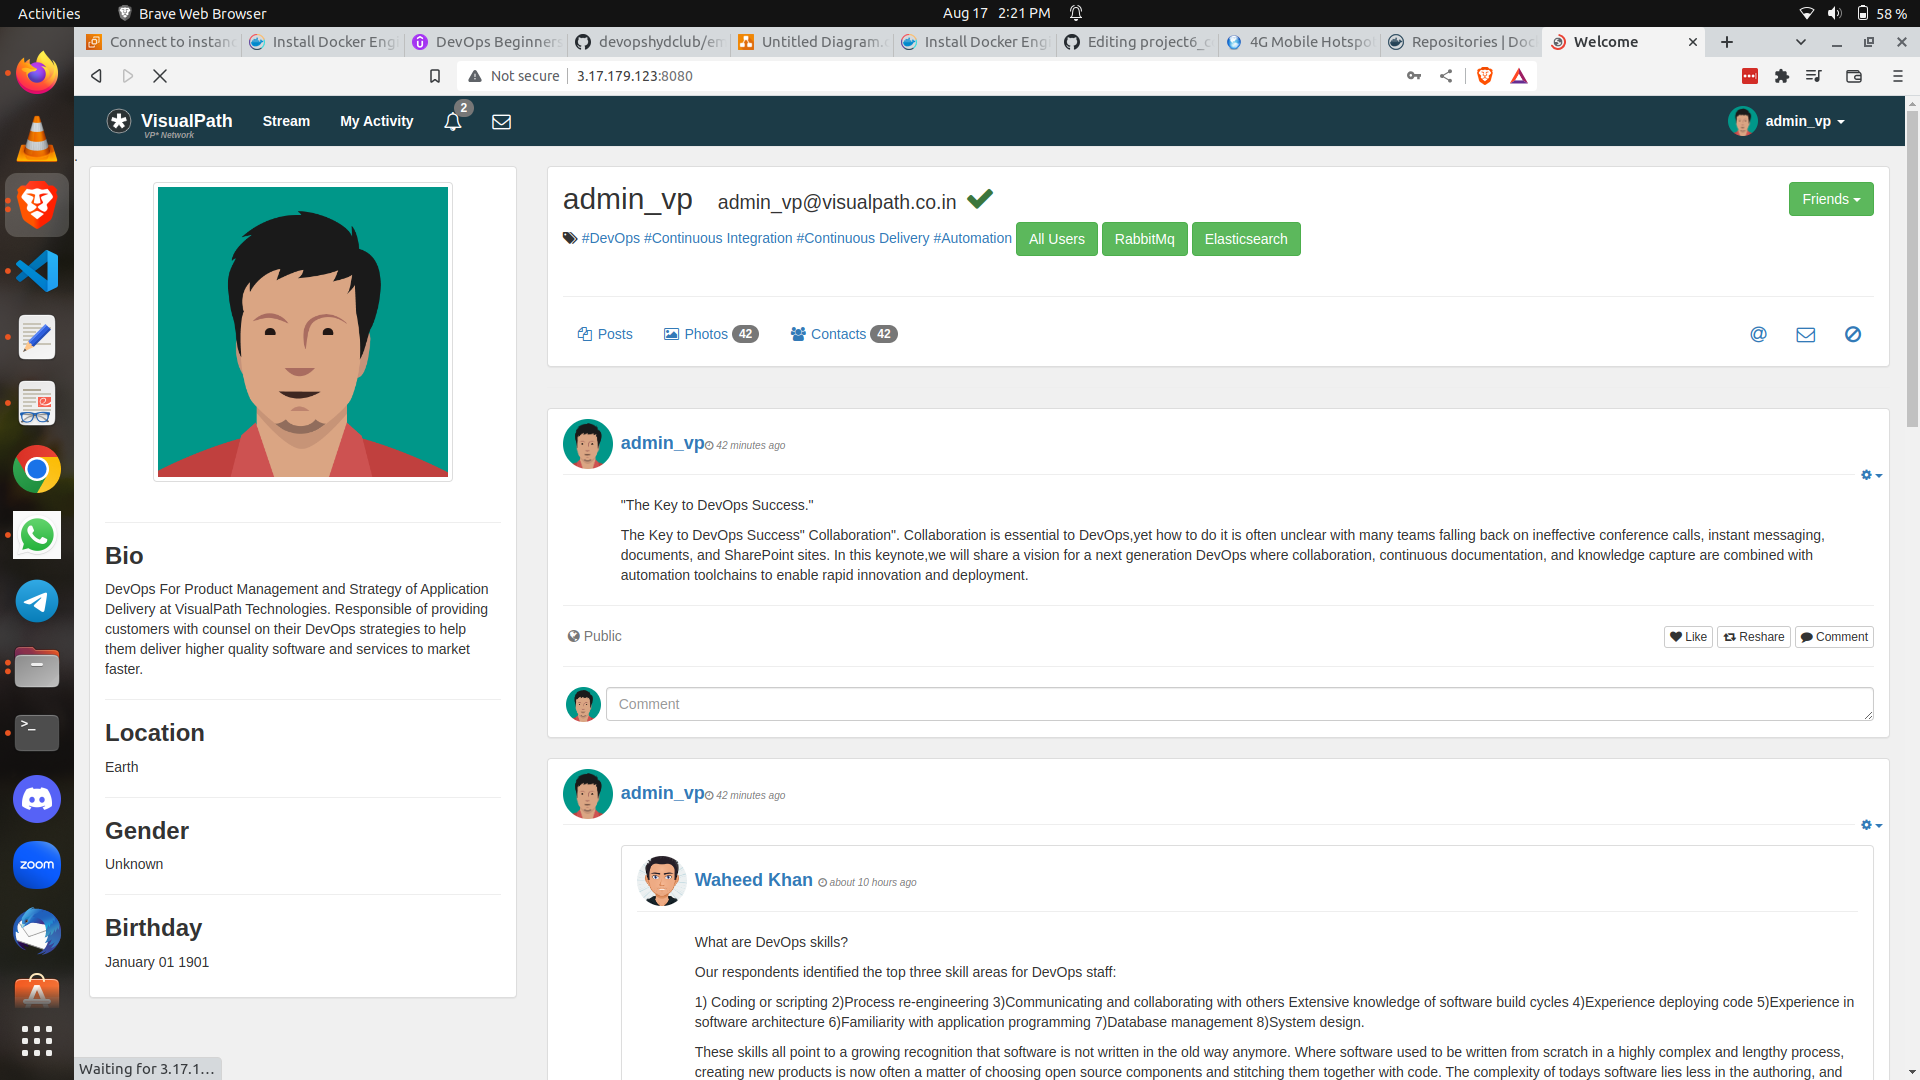 Activities
Brave Web Browser
Aug 17 2:21 PM
58 %
Connect to instanc
Install Docker Eng
DevOps Beginners
devopshydclub/em
Untitled Diagram.
Install Docker Eng
Editing project6_c
4G Mobile Hotspo
Repositories | Doc
Welcome
Not secure
3.17.179.123:8080
VisualPath
VP* Network
Stream
My Activity
2
admin_vp
admin_vp
admin_vp@visualpath.co.in
Friends
#DevOps #Continuous Integration #Continuous Delivery #Automation
All Users
RabbitMq
Elasticsearch
Posts
Photos 42
Contacts 42
@
Bio
DevOps For Product Management and Strategy of Application
Delivery at VisualPath Technologies. Responsible of providing
customers with counsel on their DevOps strategies to help
them deliver higher quality software and services to market
faster.
Location
Earth
Gender
Unknown
Birthday
January 01 1901
admin_vp 42 minutes ago
"The Key to DevOps Success."
The Key to DevOps Success" Collaboration". Collaboration is essential to DevOps,yet how to do it is often unclear with many teams falling back on ineffective conference calls, instant messaging,
documents, and SharePoint sites. In this keynote,we will share a vision for a next generation DevOps where collaboration, continuous documentation, and knowledge capture are combined with
automation toolchains to enable rapid innovation and deployment.
Public
Like
Reshare
Comment
Comment
admin_vp 42 minutes ago
Waheed Khan about 10 hours ago
What are DevOps skills?
Our respondents identified the top three skill areas for DevOps staff:
1) Coding or scripting 2)Process re-engineering 3)Communicating and collaborating with others Extensive knowledge of software build cycles 4)Experience deploying code 5)Experience in
software architecture 6)Familiarity with application programming 7)Database management 8)System design.
These skills all point to a growing recognition that software is not written in the old way anymore. Where software used to be written from scratch in a highly complex and lengthy process,
creating new products is now often a matter of choosing open source components and stitching them together with code. The complexity of todays software lies less in the authoring, and
zoom
Waiting for 3.17.1...